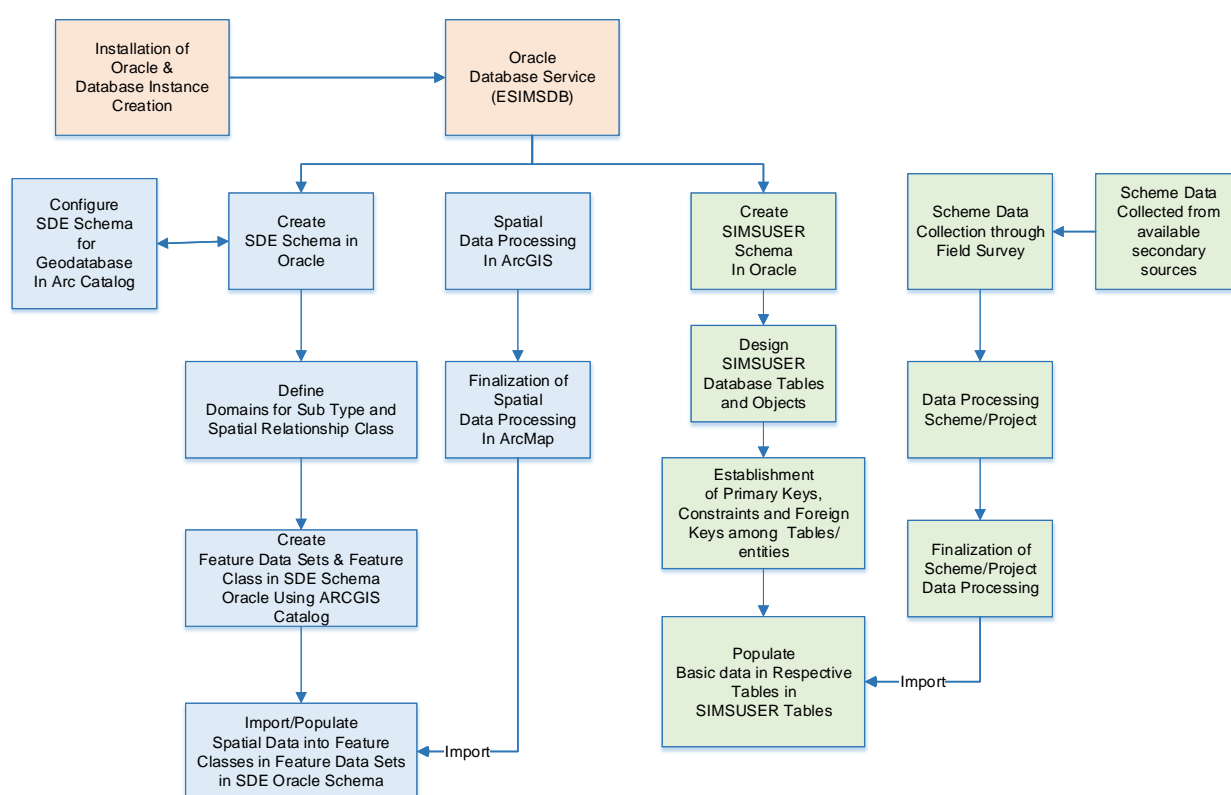 Installation of
Oracle &
Database Instance
Creation
Oracle
Database Service
(ESIMSDB)
Configure
SDE Schema
for
Geodatabase
In Arc Catalog
Create
SDE Schema in
Oracle
Spatial
Data Processing
In ArcGIS
Create
SIMSUSER
Schema
In Oracle
Scheme Data
Collection through
Field Survey
Scheme Data
Collected from
available
secondary
sources
Define
Domains for Sub Type and
Spatial Relationship Class
Finalization of
Spatial
Data Processing
In ArcMap
Design
SIMSUSER
Database Tables
and Objects
Data Processing
Scheme/Project
Create
Feature Data Sets & Feature
Class in SDE Schema
Oracle Using ARCGIS
Catalog
Establishment
of Primary Keys,
Constraints and Foreign
Keys among Tables/
entities
Finalization of
Scheme/Project
Data Processing
Import/Populate
Spatial Data into Feature
Classes in Feature Data Sets
in SDE Oracle Schema
Import
Populate
Basic data in Respective
Tables in
SIMSUSER Tables
Import